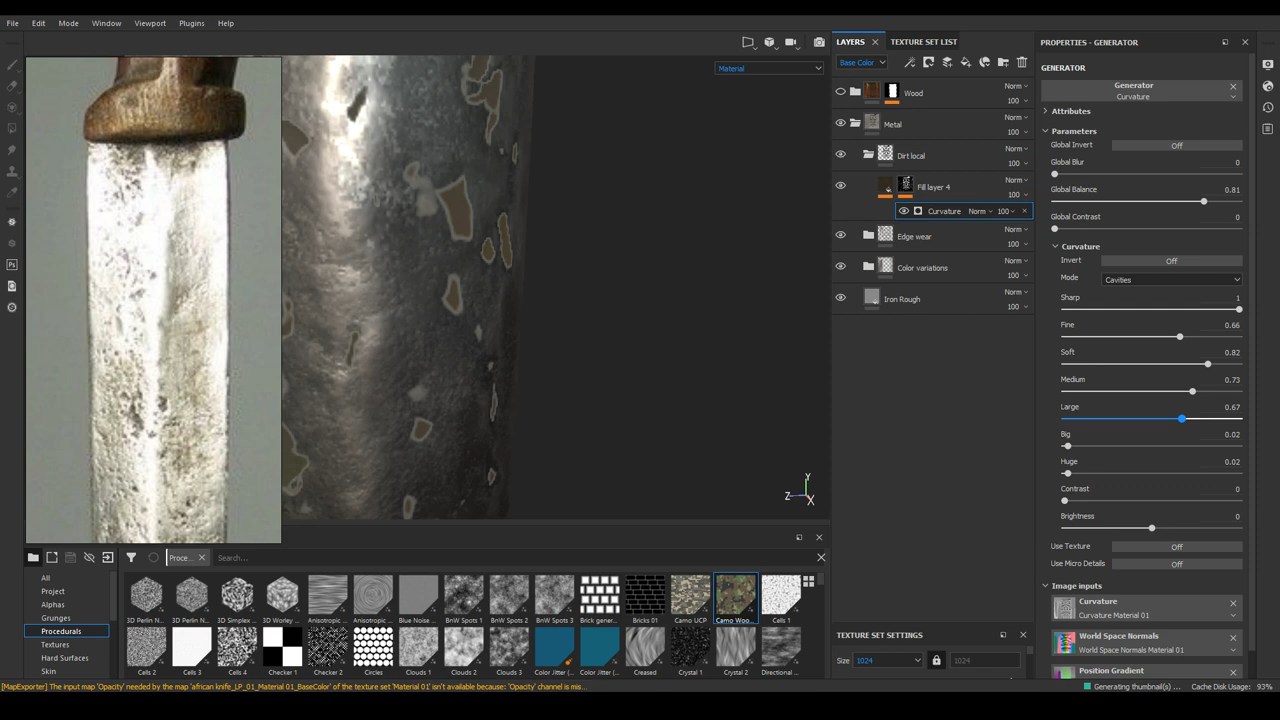 File Edit Mode Window Viewport Plugins Help
LAYERS TEXTURE SET LIST
PROPERTIES - GENERATOR
Base Color
Material
GENERATOR
Generator
Curvature
Attributes
Parameters
Global Invert Off
Global Blur 0
Global Balance 0.81
Global Contrast 0
Curvature
Invert Off
Mode Cavities
Sharp 1
Fine 0.66
Soft 0.82
Medium 0.73
Large 0.67
Big 0.02
Huge 0.02
Contrast 0
Brightness 0
Use Texture Off
Use Micro Details Off
Image inputs
Curvature
Curvature Material 01
World Space Normals
World Space Normals Material 01
Position Gradient
Wood Norm
100
Metal Norm
100
Dirt local Norm
100
Fill layer 4 Norm
100
Curvature Norm 100
Edge wear Norm
100
Color variations Norm
100
Iron Rough Norm
100
Y
Z X
Proce... Search...
All
Project
Alphas
Grunges
Procedurals
Textures
Hard Surfaces
Skin
3D Perlin N... 3D Perlin N... 3D Simplex ... 3D Worley ... Anisotropic ... Anisotropic ... Blue Noise ... BnW Spots 1 BnW Spots 2 BnW Spots 3 Brick gener... Bricks 01 Camo UCP Camo Woo... Cells 1
Cells 2 Cells 3 Cells 4 Checker 1 Checker 2 Circles Clouds 1 Clouds 2 Clouds 3 Color Jitter (... Color Jitter (... Creased Crystal 1 Crystal 2 Directional ...
TEXTURE SET SETTINGS
Size 1024 1024
[MapExporter] The input map 'Opacity' needed by the map 'african knife_LP_01_Material 01_BaseColor' of the texture set 'Material 01' isn't available because: 'Opacity' channel is mis...
Generating thumbnail(s) ... Cache Disk Usage: 93%